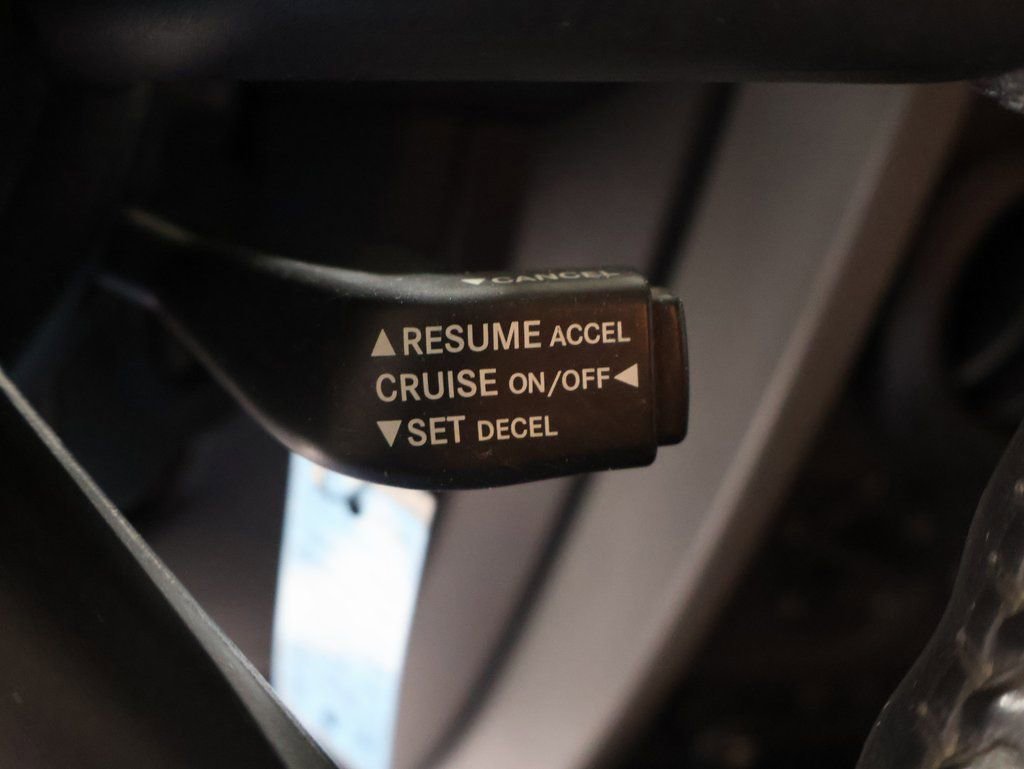 ▼CANCEL
▲RESUME ACCEL
CRUISE ON/OFF◀
▼SET DECEL